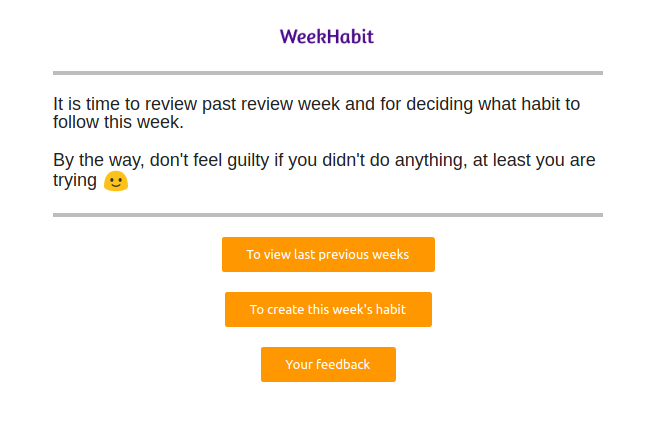 WeekHabit
It is time to review past review week and for deciding what habit to
follow this week.
By the way, don't feel guilty if you didn't do anything, at least you are
trying 🙂
To view last previous weeks
To create this week's habit
Your feedback